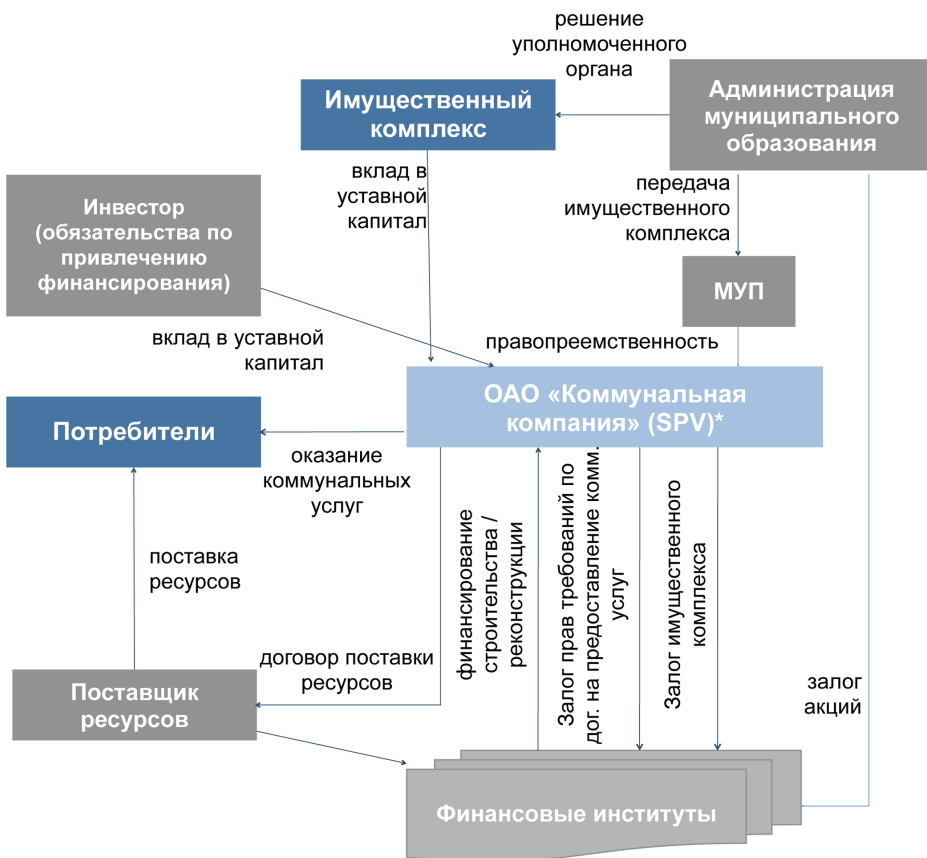 решение
уполномоченного
органа
Имущественный
комплекс
Администрация
муниципального
образования
вклад в
уставной
капитал
передача
имущественного
комплекса
Инвестор
(обязательства по
привлечению
финансирования)
МУП
вклад в уставной
капитал
правопреемственность
ОАО «Коммунальная
компания» (SPV)*
Потребители
оказание
коммунальных
услуг
поставка
ресурсов
финансирование
строительства /
реконструкции
Залог прав требований по
дог. на предоставление комм.
услуг
Залог имущественного
комплекса
договор поставки
ресурсов
залог
акций
Поставщик
ресурсов
Финансовые институты